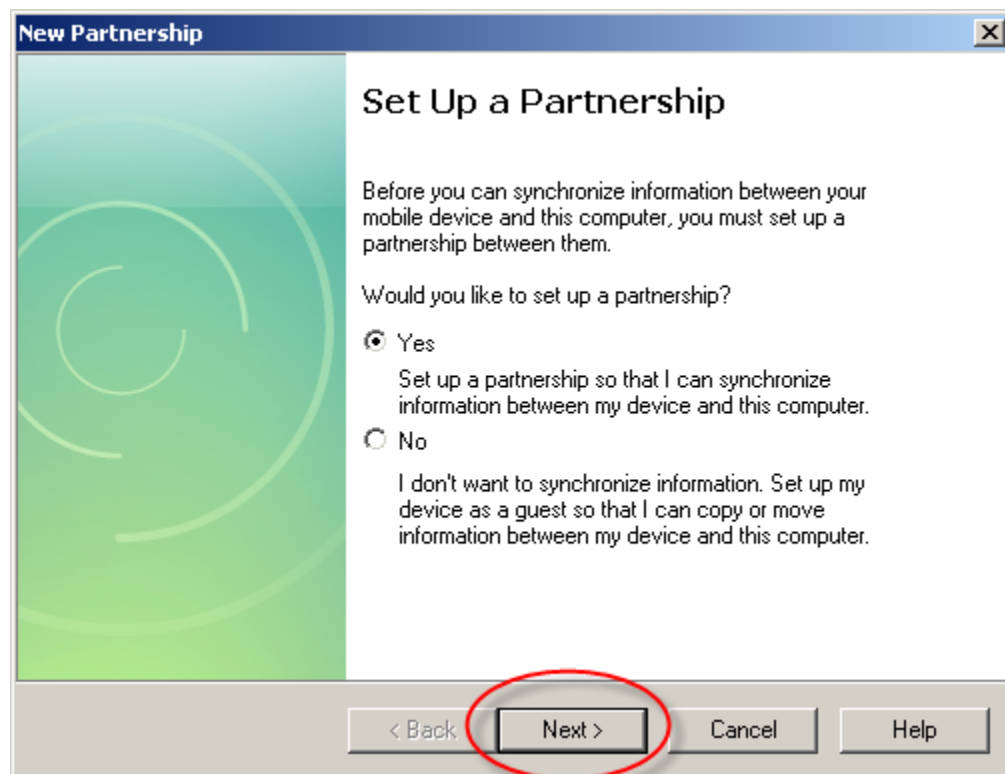 New Partnership
Set Up a Partnership
Before you can synchronize information between your
mobile device and this computer, you must set up a
partnership between them.
Would you like to set up a partnership?
Yes
Set up a partnership so that I can synchronize
information between my device and this computer.
No
I don't want to synchronize information. Set up my
device as a guest so that I can copy or move
information between my device and this computer.
< Back Next > Cancel Help